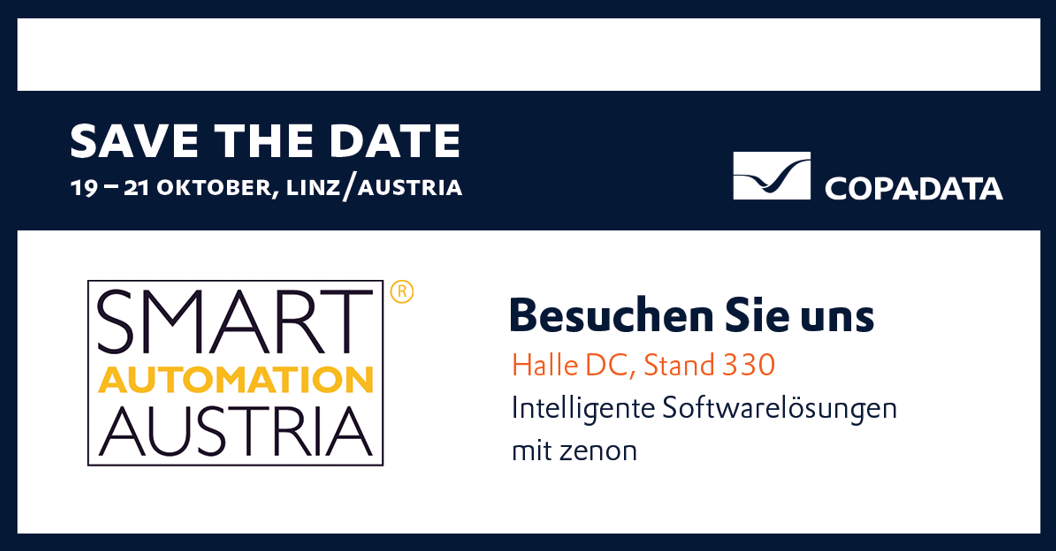 SAVE THE DATE
19 – 21 OKTOBER, LINZ/AUSTRIA
COPADATA
SMART ®
AUTOMATION
AUSTRIA
Besuchen Sie uns
Halle DC, Stand 330
Intelligente Softwarelösungen
mit zenon